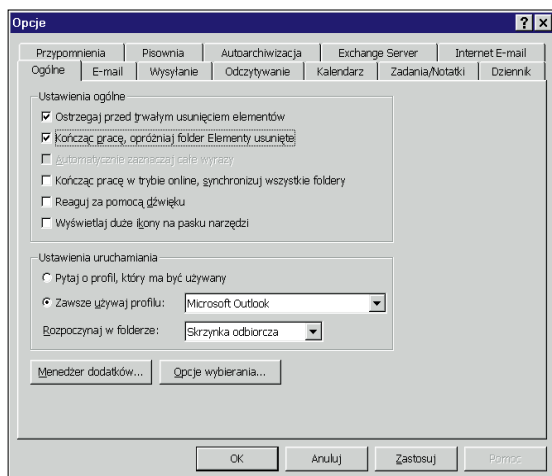 Opcje
Przypomnienia Pisownia Autoarchiwizacja Exchange Server Internet E-mail
Ogólne E-mail Wysyłanie Odczytywanie Kalendarz Zadania/Notatki Dziennik
Ustawienia ogólne
Ostrzegaj przed trwałym usunięciem elementów
Kończąc pracę, opróżniaj folder Elementy usunięte
Automatycznie zaznaczaj całe wyrazy
Kończąc pracę w trybie online, synchronizuj wszystkie foldery
Reaguj za pomocą dźwięku
Wyświetlaj duże ikony na pasku narzędzi
Ustawienia uruchamiania
Pytaj o profil, który ma być używany
Zawsze używaj profilu: Microsoft Outlook
Rozpoczynaj w folderze: Skrzynka odbiorcza
Menedżer dodatków... Opcje wybierania...
OK Anuluj Zastosuj Pomoc